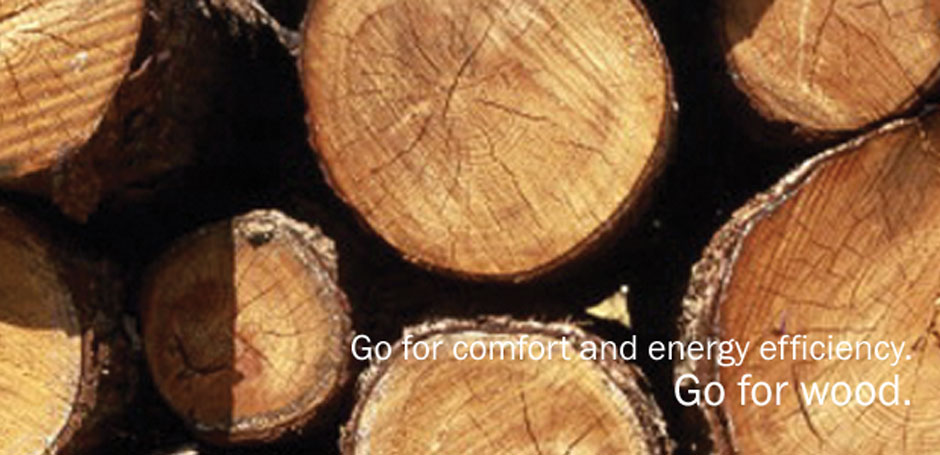 Go for comfort and energy efficiency.
Go for wood.